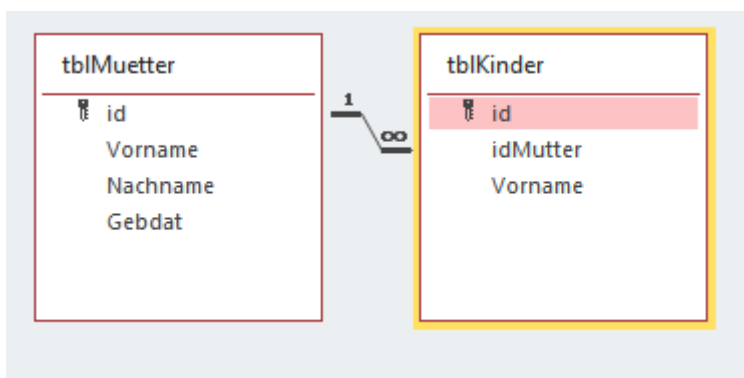 tblMuetter
id
Vorname
Nachname
Gebdat
1
∞
tblKinder
id
idMutter
Vorname